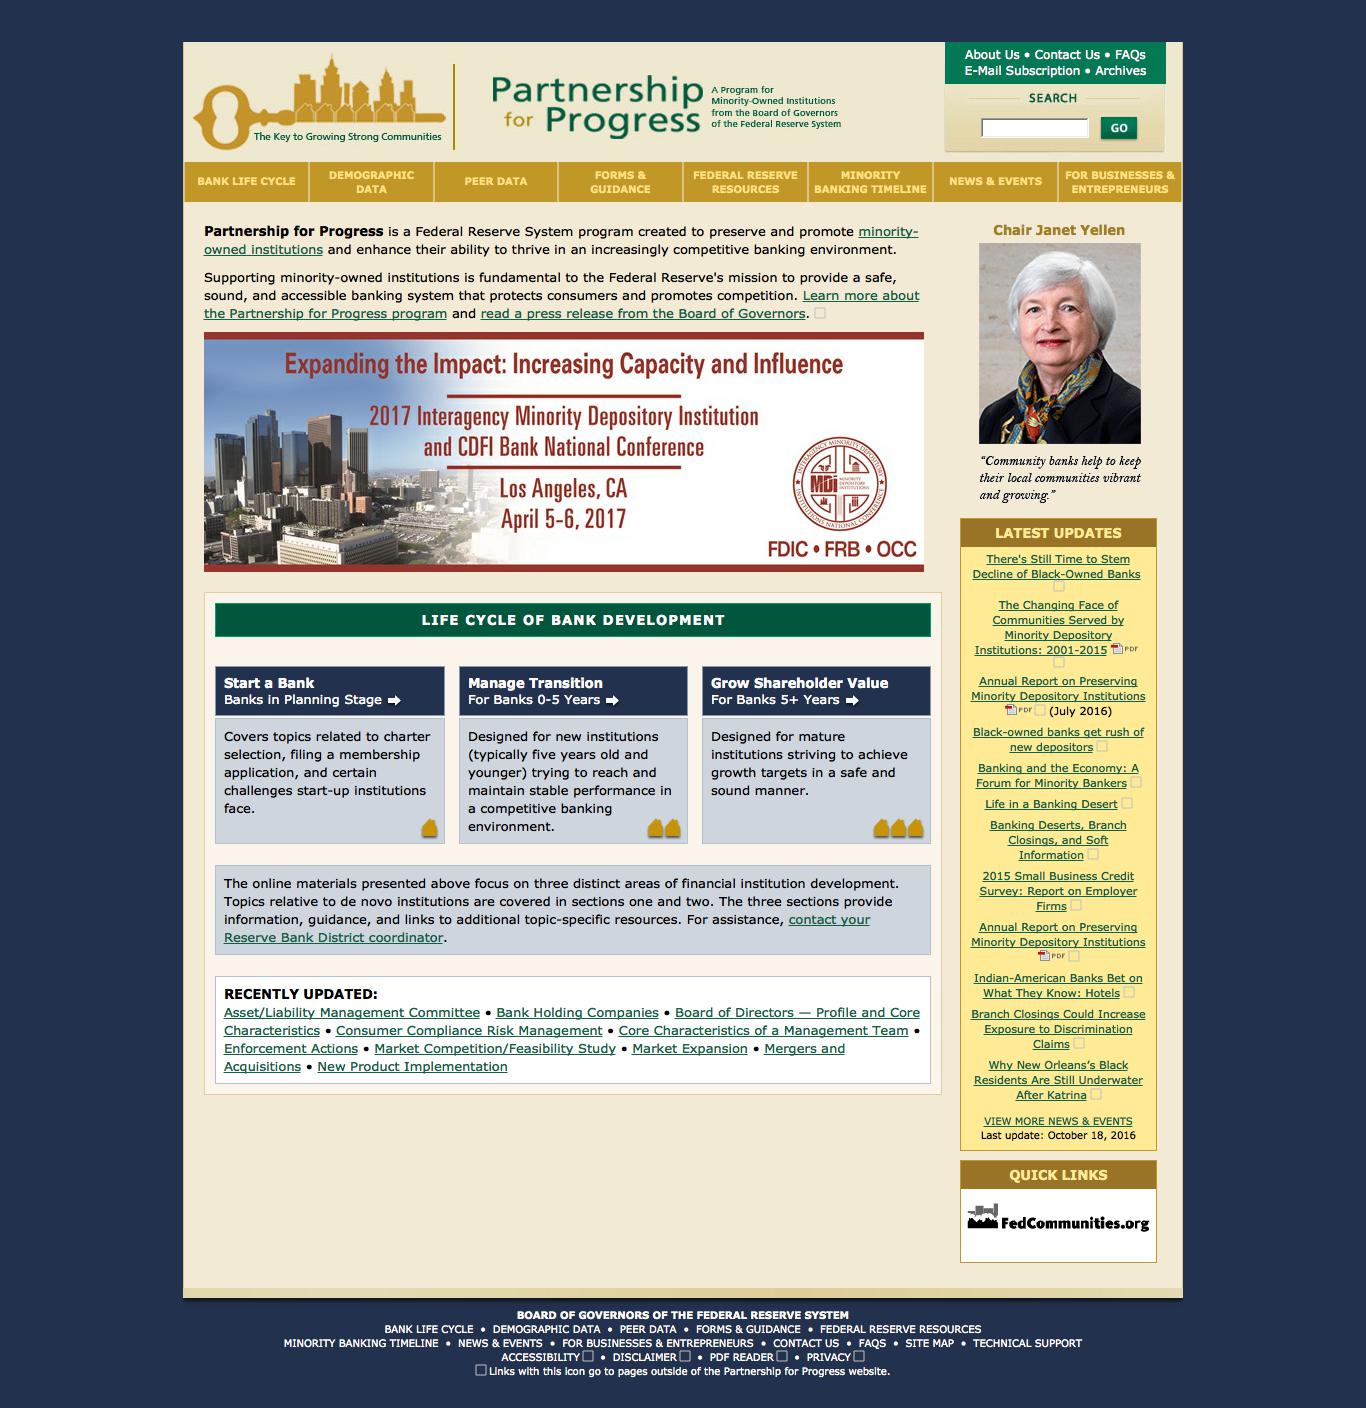 The Key to Growing Strong Communities
Partnership
for Progress
A Program for
Minority-Owned Institutions
from the Board of Governors
of the Federal Reserve System
About Us • Contact Us • FAQs
E-Mail Subscription • Archives
SEARCH
GO
BANK LIFE CYCLE
DEMOGRAPHIC
DATA
PEER DATA
FORMS &
GUIDANCE
FEDERAL RESERVE
RESOURCES
MINORITY
BANKING TIMELINE
NEWS & EVENTS
FOR BUSINESSES &
ENTREPRENEURS
Partnership for Progress is a Federal Reserve System program created to preserve and promote minority-
owned institutions and enhance their ability to thrive in an increasingly competitive banking environment.
Supporting minority-owned institutions is fundamental to the Federal Reserve's mission to provide a safe,
sound, and accessible banking system that protects consumers and promotes competition. Learn more about
the Partnership for Progress program and read a press release from the Board of Governors.
Expanding the Impact: Increasing Capacity and Influence
2017 Interagency Minority Depository Institution
and CDFI Bank National Conference
Los Angeles, CA
April 5-6, 2017
INTERAGENCY MINORITY DEPOSITORY
INSTITUTIONS NATIONAL CONFERENCE
MDI
MINORITY
DEPOSITORY
INSTITUTIONS
FDIC • FRB • OCC
LIFE CYCLE OF BANK DEVELOPMENT
Start a Bank
Banks in Planning Stage
Covers topics related to charter
selection, filing a membership
application, and certain
challenges start-up institutions
face.
Manage Transition
For Banks 0-5 Years
Designed for new institutions
(typically five years old and
younger) trying to reach and
maintain stable performance in
a competitive banking
environment.
Grow Shareholder Value
For Banks 5+ Years
Designed for mature
institutions striving to achieve
growth targets in a safe and
sound manner.
The online materials presented above focus on three distinct areas of financial institution development.
Topics relative to de novo institutions are covered in sections one and two. The three sections provide
information, guidance, and links to additional topic-specific resources. For assistance, contact your
Reserve Bank District coordinator.
RECENTLY UPDATED:
Asset/Liability Management Committee • Bank Holding Companies • Board of Directors — Profile and Core
Characteristics • Consumer Compliance Risk Management • Core Characteristics of a Management Team •
Enforcement Actions • Market Competition/Feasibility Study • Market Expansion • Mergers and
Acquisitions • New Product Implementation
Chair Janet Yellen
“Community banks help to keep
their local communities vibrant
and growing.”
LATEST UPDATES
There's Still Time to Stem
Decline of Black-Owned Banks
The Changing Face of
Communities Served by
Minority Depository
Institutions: 2001-2015 PDF
Annual Report on Preserving
Minority Depository Institutions
PDF (July 2016)
Black-owned banks get rush of
new depositors
Banking and the Economy: A
Forum for Minority Bankers
Life in a Banking Desert
Banking Deserts, Branch
Closings, and Soft
Information
2015 Small Business Credit
Survey: Report on Employer
Firms
Annual Report on Preserving
Minority Depository Institutions
PDF
Indian-American Banks Bet on
What They Know: Hotels
Branch Closings Could Increase
Exposure to Discrimination
Claims
Why New Orleans’s Black
Residents Are Still Underwater
After Katrina
VIEW MORE NEWS & EVENTS
Last update: October 18, 2016
QUICK LINKS
FedCommunities.org
BOARD OF GOVERNORS OF THE FEDERAL RESERVE SYSTEM
BANK LIFE CYCLE • DEMOGRAPHIC DATA • PEER DATA • FORMS & GUIDANCE • FEDERAL RESERVE RESOURCES
MINORITY BANKING TIMELINE • NEWS & EVENTS • FOR BUSINESSES & ENTREPRENEURS • CONTACT US • FAQS • SITE MAP • TECHNICAL SUPPORT
ACCESSIBILITY • DISCLAIMER • PDF READER • PRIVACY
Links with this icon go to pages outside of the Partnership for Progress website.